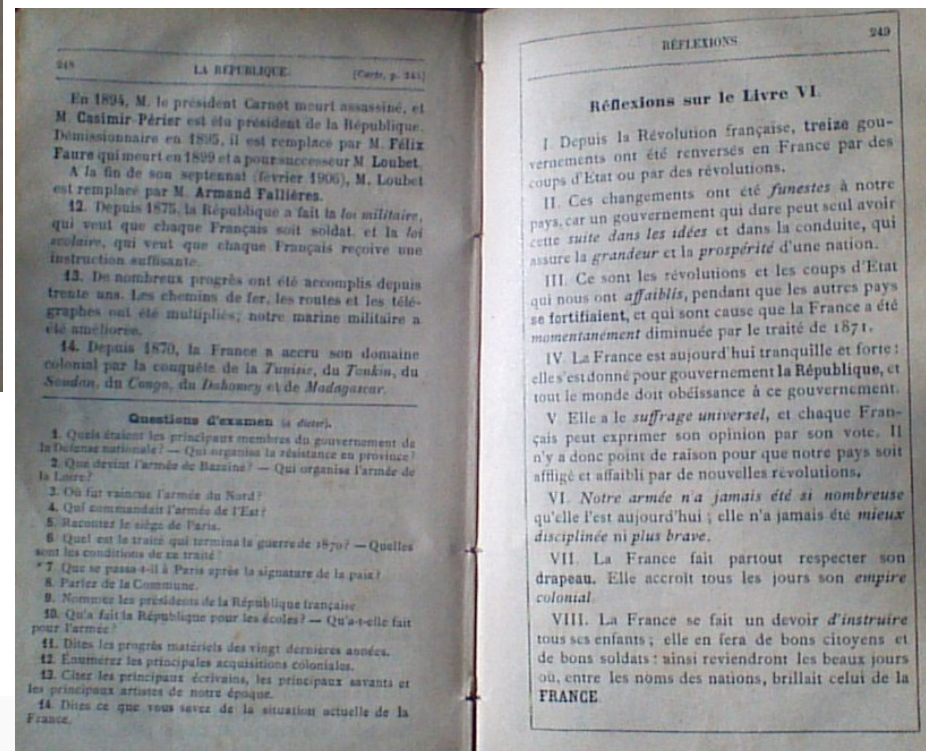 248
LA RÉPUBLIQUE.
[Carte, p. 241]
En 1894, M. le président Carnot meurt assassiné, et
M. Casimir-Périer est élu président de la République.
Démissionnaire en 1895, il est remplacé par M. Félix
Faure qui meurt en 1899 et a pour successeur M Loubet.
A la fin de son septennat (février 1906), M. Loubet
est remplacé par M. Armand Fallières.
12. Depuis 1875, la République a fait la loi militaire,
qui veut que chaque Français soit soldat, et la loi
scolaire, qui veut que chaque Français reçoive une
instruction suffisante.
13. De nombreux progrès ont été accomplis depuis
trente ans. Les chemins de fer, les routes et les télé-
graphes ont été multipliés; notre marine militaire a
été améliorée.
14. Depuis 1870, la France a accru son domaine
colonial par la conquête de la Tunisie, du Tonkin, du
Soudan, du Congo, du Dahomey et de Madagascar.
Questions d'examen (à dicter).
1. Quels étaient les principaux membres du gouvernement de
la Défense nationale? — Qui organisa la résistance en province?
2. Que devint l'armée de Bazaine? — Qui organisa l'armée de
la Loire?
3. Où fut vaincue l'armée du Nord?
4. Qui commandait l'armée de l'Est?
5. Racontez le siège de Paris.
6. Quel est le traité qui termina la guerre de 1870? — Quelles
sont les conditions de ce traité?
*7. Que se passa-t-il à Paris après la signature de la paix?
8. Parlez de la Commune.
9. Nommez les présidents de la République française
10. Qu'a fait la République pour les écoles? — Qu'a-t-elle fait
pour l'armée?
11. Dites les progrès matériels des vingt dernières années.
12. Énumérez les principales acquisitions coloniales.
13. Citez les principaux écrivains, les principaux savants et
les principaux artistes de notre époque.
14. Dites ce que vous savez de la situation actuelle de la
France.
RÉFLEXIONS
249
Réflexions sur le Livre VI.
I. Depuis la Révolution française, treize gou-
vernements ont été renversés en France par des
coups d'État ou par des révolutions.
II. Ces changements ont été funestes à notre
pays, car un gouvernement qui dure peut seul avoir
cette suite dans les idées et dans la conduite, qui
assure la grandeur et la prospérité d'une nation.
III. Ce sont les révolutions et les coups d'État
qui nous ont affaiblis, pendant que les autres pays
se fortifiaient, et qui sont cause que la France a été
momentanément diminuée par le traité de 1871.
IV. La France est aujourd'hui tranquille et forte:
elle s'est donné pour gouvernement la République, et
tout le monde doit obéissance à ce gouvernement.
V. Elle a le suffrage universel, et chaque Fran-
çais peut exprimer son opinion par son vote. Il
n'y a donc point de raison pour que notre pays soit
affligé et affaibli par de nouvelles révolutions.
VI. Notre armée n'a jamais été si nombreuse
qu'elle l'est aujourd'hui; elle n'a jamais été mieux
disciplinée ni plus brave.
VII. La France fait partout respecter son
drapeau. Elle accroît tous les jours son empire
colonial
VIII. La France se fait un devoir d'instruire
tous ses enfants; elle en fera de bons citoyens et
de bons soldats: ainsi reviendront les beaux jours
où, entre les noms des nations, brillait celui de la
FRANCE